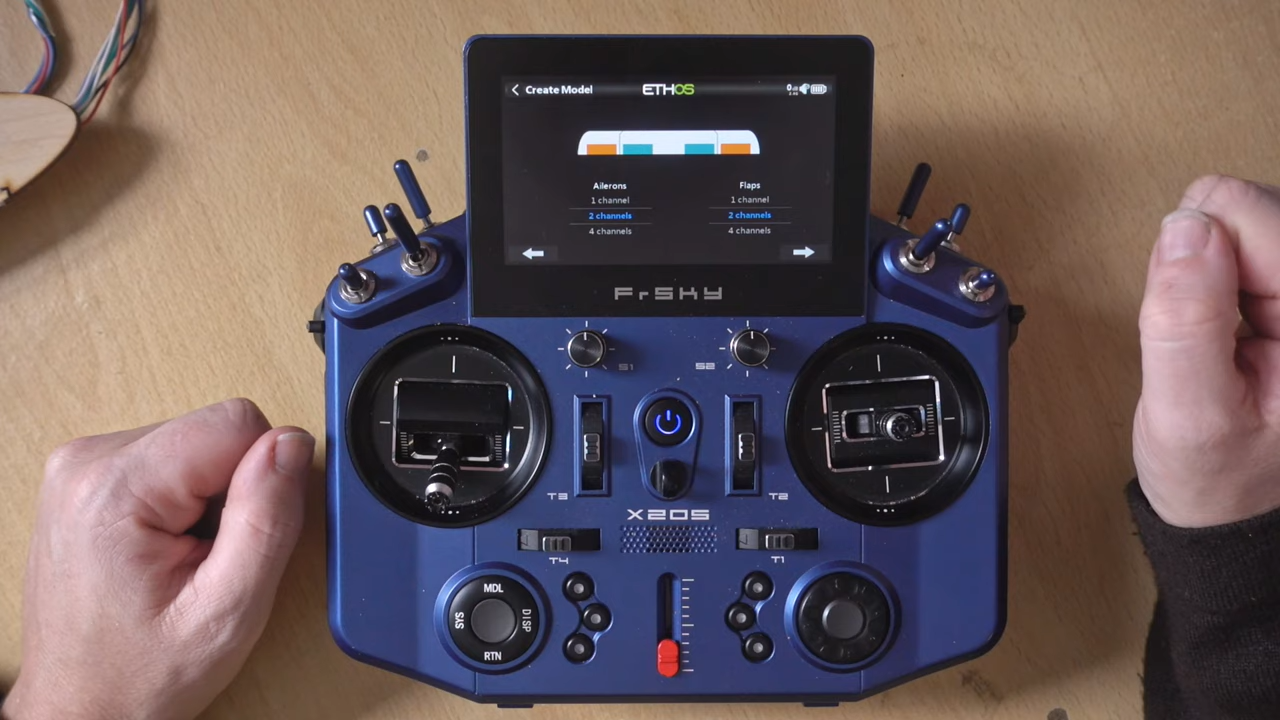 Create Model
ETHOS
Ailerons
Flaps
1 channel
1 channel
2 channels
2 channels
4 channels
4 channels
FrSKY
S1
S2
T3
T2
X20S
T4
T1
MDL
SYS
DISP
RTN